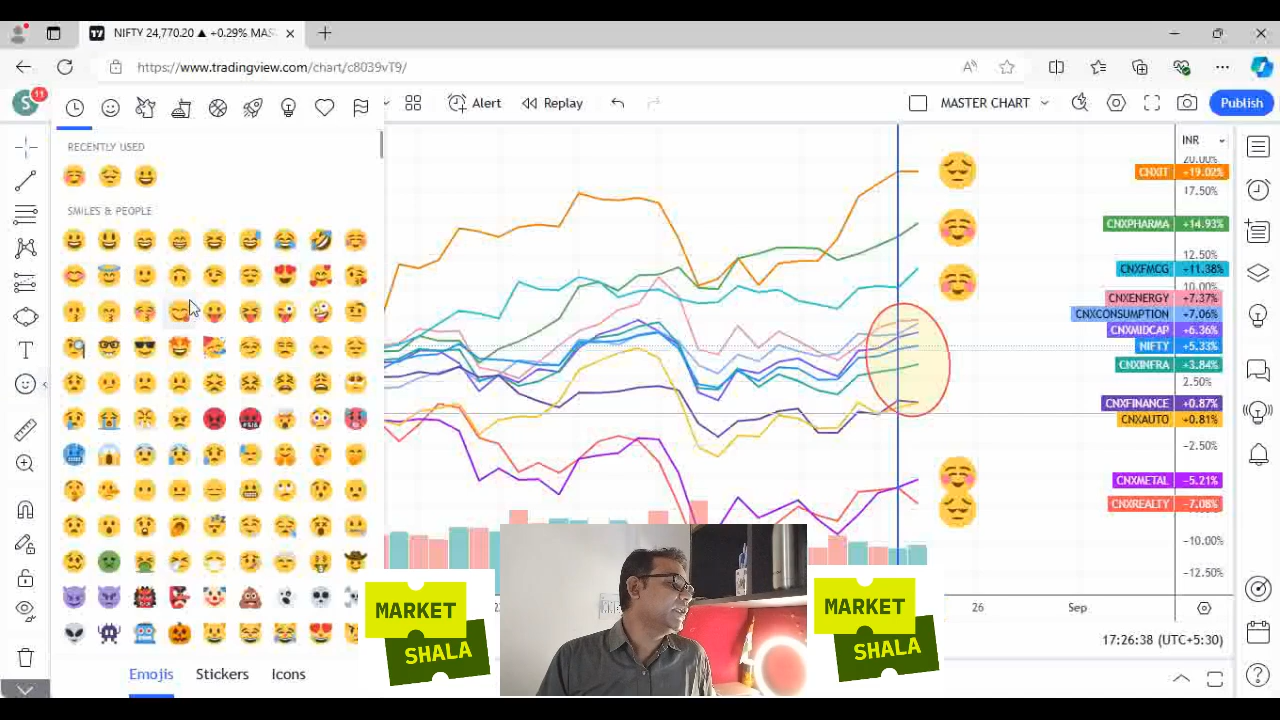 NIFTY 24,770.20 ▲ +0.29% MAS
https://www.tradingview.com/chart/c8039vT9/
S
11
Alert
Replay
MASTER CHART
Publish
RECENTLY USED
SMILES & PEOPLE
Emojis
Stickers
Icons
INR
20.00%
CNXIT +19.02%
17.50%
CNXPHARMA +14.93%
12.50%
CNXFMCG +11.38%
10.00%
CNXENERGY +7.37%
CNXCONSUMPTION +7.06%
CNXMIDCAP +6.36%
NIFTY +5.33%
CNXINFRA +3.84%
2.50%
CNXFINANCE +0.87%
CNXAUTO +0.81%
-2.50%
CNXMETAL -5.21%
CNXREALTY -7.08%
-10.00%
-12.50%
26
Sep
17:26:38 (UTC+5:30)
MARKET
SHALA
MARKET
SHALA